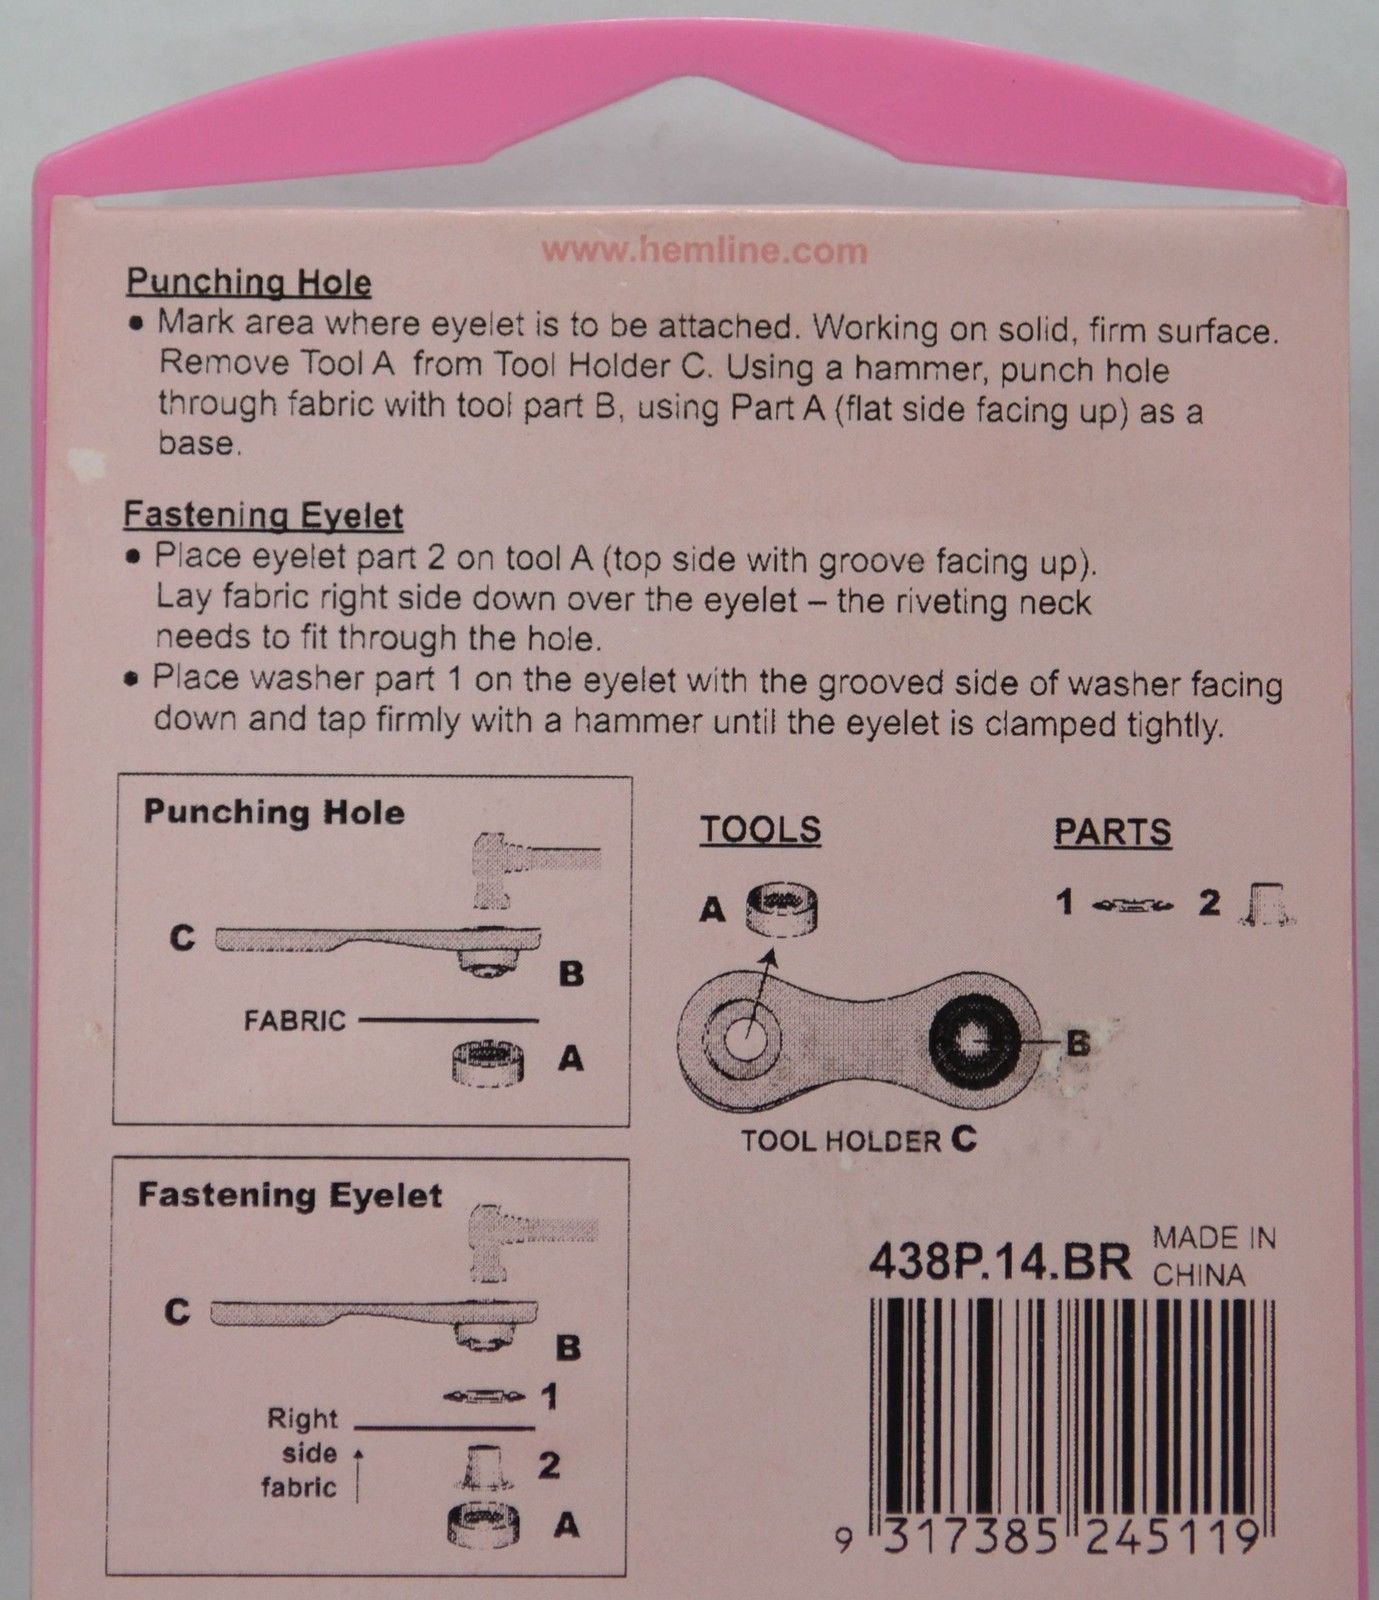 www.hemline.com
Punching Hole
• Mark area where eyelet is to be attached. Working on solid, firm surface.
Remove Tool A from Tool Holder C. Using a hammer, punch hole
through fabric with tool part B, using Part A (flat side facing up) as a
base.
Fastening Eyelet
• Place eyelet part 2 on tool A (top side with groove facing up).
Lay fabric right side down over the eyelet – the riveting neck
needs to fit through the hole.
• Place washer part 1 on the eyelet with the grooved side of washer facing
down and tap firmly with a hammer until the eyelet is clamped tightly.
Punching Hole
C
B
FABRIC
A
TOOLS
A
B
TOOL HOLDER C
PARTS
1 2
Fastening Eyelet
C
B
1
Right
side
fabric
2
A
438P.14.BR
MADE IN
CHINA
9 317385 245119